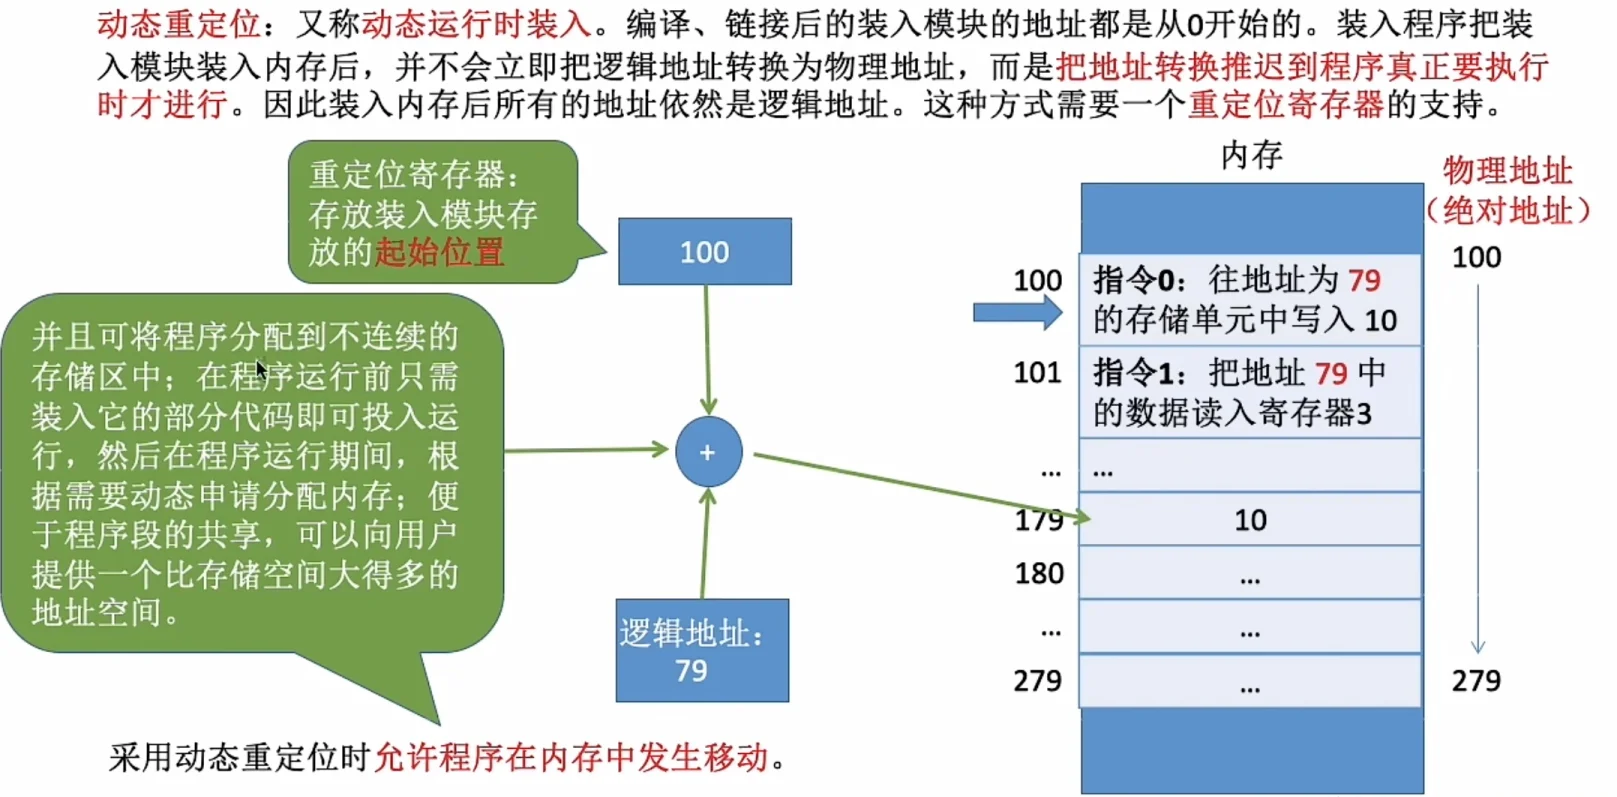 动态重定位：又称动态运行时装入。编译、链接后的装入模块的地址都是从0开始的。装入程序把装
入模块装入内存后，并不会立即把逻辑地址转换为物理地址，而是把地址转换推迟到程序真正要执行
时才进行。因此装入内存后所有的地址依然是逻辑地址。这种方式需要一个重定位寄存器的支持。
重定位寄存器：
存放装入模块存
放的起始位置
100
并且可将程序分配到不连续的
存储区中；在程序运行前只需
装入它的部分代码即可投入运
行，然后在程序运行期间，根
据需要动态申请分配内存；便
于程序段的共享，可以向用户
提供一个比存储空间大得多的
地址空间。
+
逻辑地址：
79
采用动态重定位时允许程序在内存中发生移动。
内存
物理地址
（绝对地址）
100
100
指令0：往地址为 79
的存储单元中写入 10
101
指令1：把地址 79 中
的数据读入寄存器3
... ...
179 10
180 ...
... ...
279 ...
279